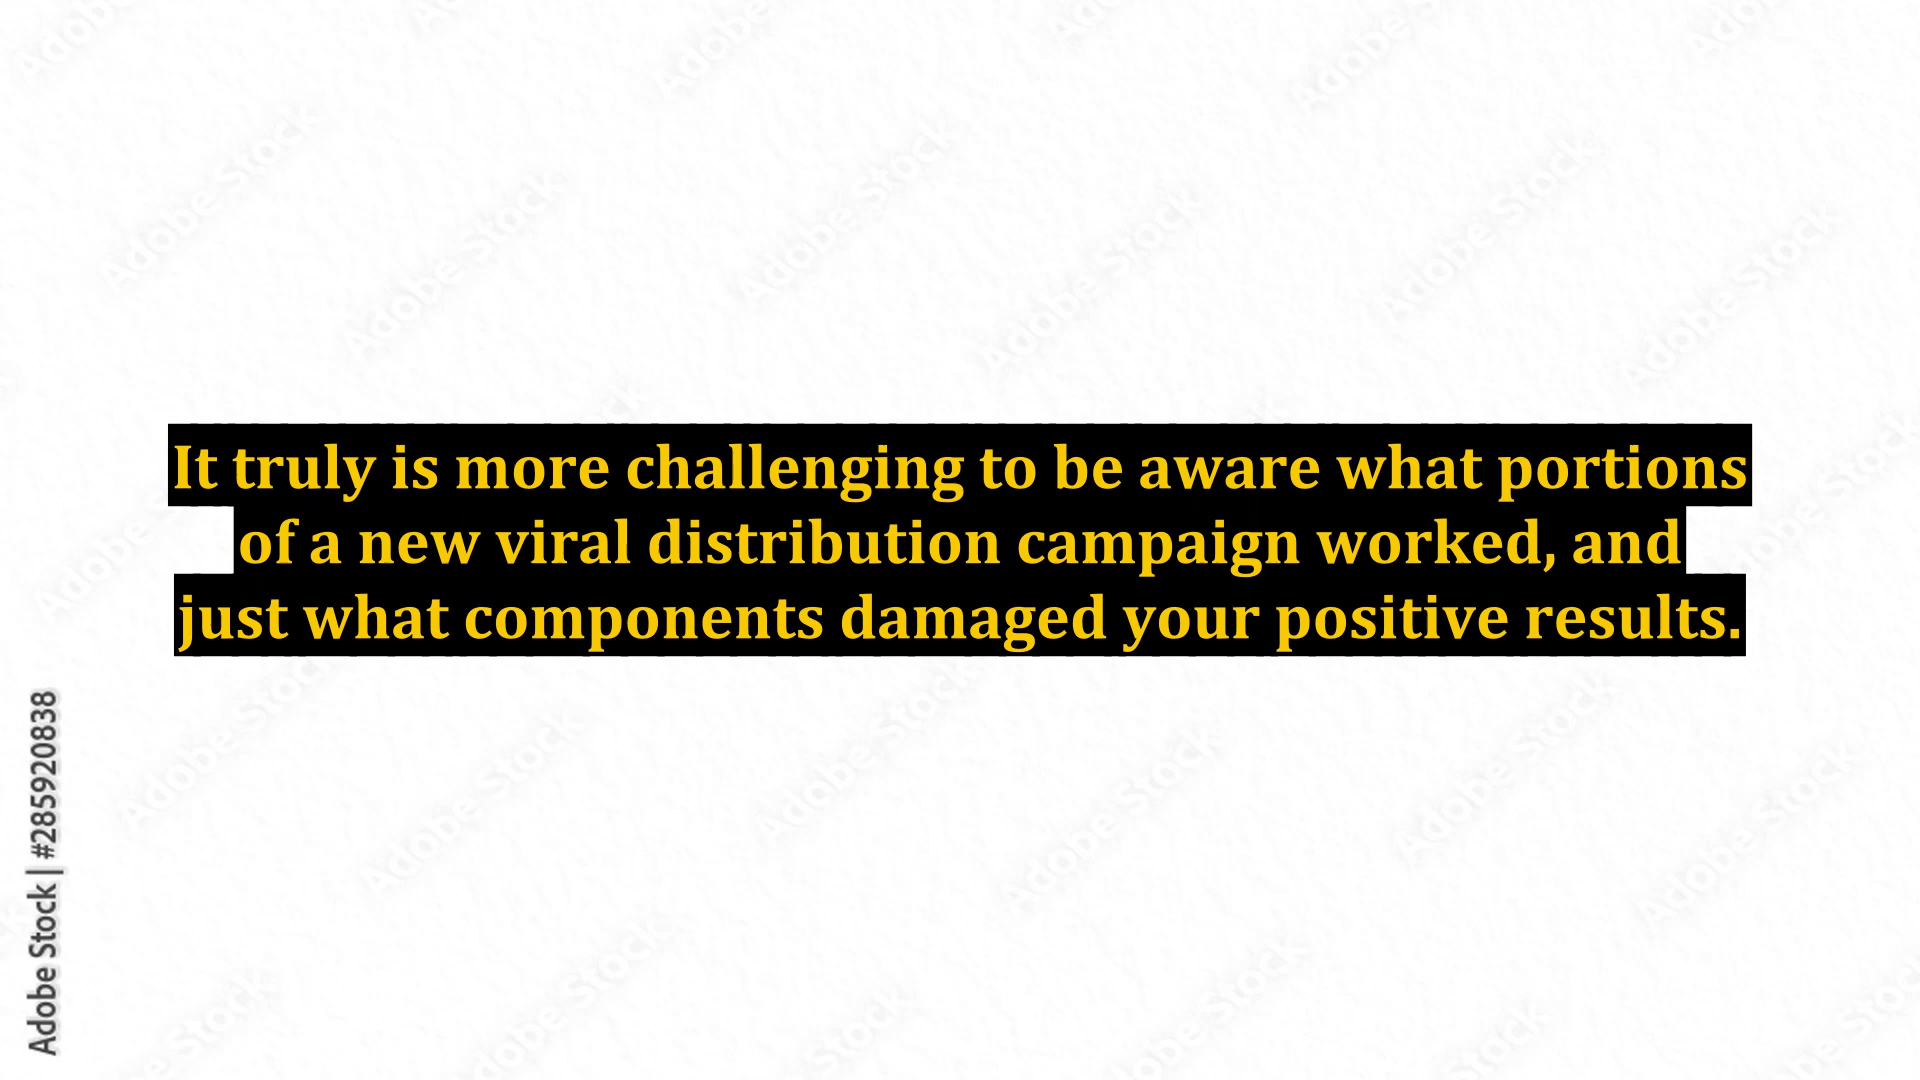 It truly is more challenging to be aware what portions
of a new viral distribution campaign worked, and
just what components damaged your positive results.
Adobe Stock | #285920838